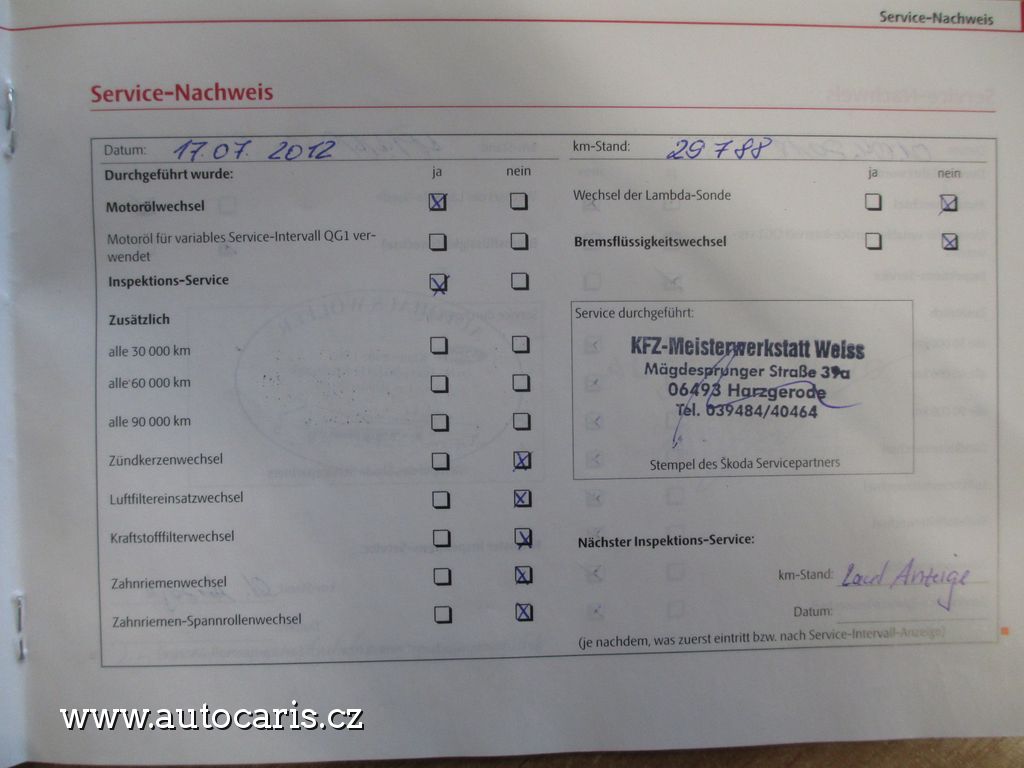 Service-Nachweis
Service-Nachweis
Datum: 17.07. 2012
km-Stand: 29 788
Durchgeführt wurde: ja nein
ja nein
Motorölwechsel
Wechsel der Lambda-Sonde
Motoröl für variables Service-Intervall QG1 ver-
wendet
Bremsflüssigkeitswechsel
Inspektions-Service
Zusätzlich
alle 30 000 km
alle 60 000 km
alle 90 000 km
Zündkerzenwechsel
Luftfiltereinsatzwechsel
Kraftstofffilterwechsel
Zahnriemenwechsel
Zahnriemen-Spannrollenwechsel
Service durchgeführt:
KFZ-Meisterwerkstatt Weiss
Mägdesprunger Straße 39a
06493 Harzgerode
Tel. 039484/40464
Stempel des Škoda Servicepartners
Nächster Inspektions-Service:
km-Stand: Laut Anzeige
Datum:
(je nachdem, was zuerst eintritt bzw. nach Service-Intervall-Anzeige)
www.autocaris.cz